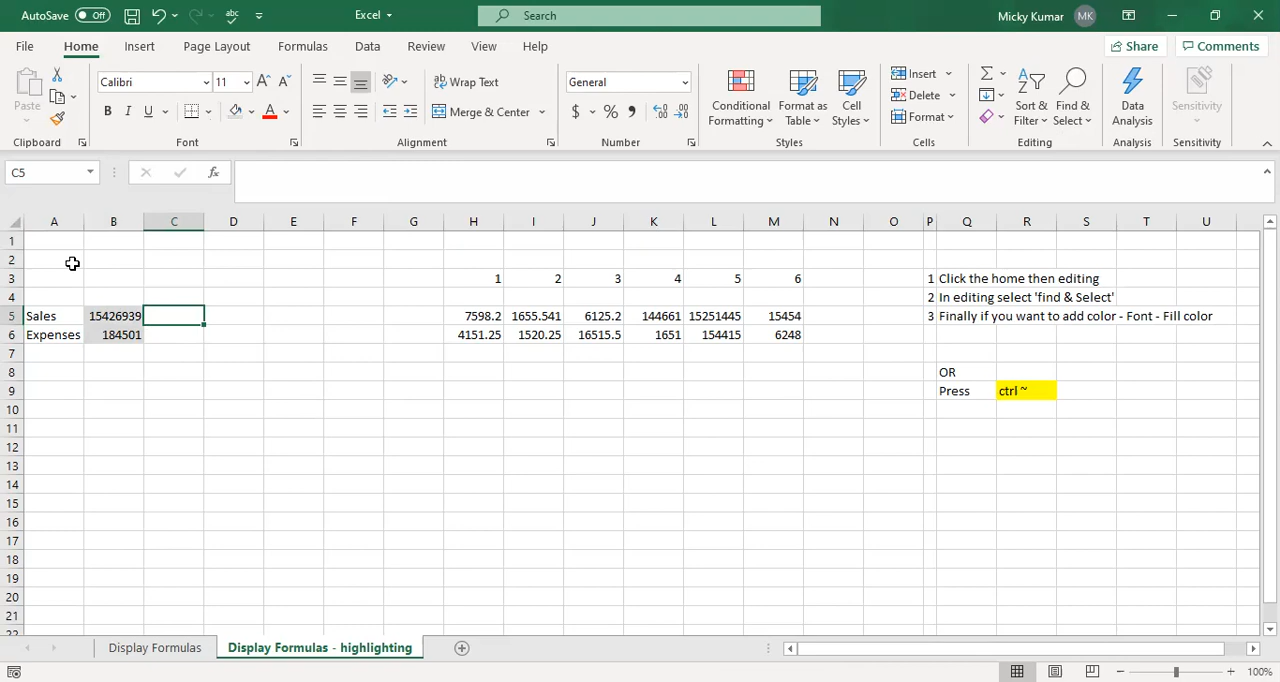 AutoSave Off Excel Search Micky Kumar MK
File Home Insert Page Layout Formulas Data Review View Help Share Comments
Paste Calibri 11 Wrap Text General Conditional Formatting Format as Table Cell Styles Insert Delete Format Sort & Filter Find & Select Data Analysis Sensitivity
B I U A Merge & Center $ % ,
Clipboard Font Alignment Number Styles Cells Editing Analysis Sensitivity
C5 fx
A B C D E F G H I J K L M N O P Q R S T U
1
2
3 1 2 3 4 5 6 1 Click the home then editing
4 2 In editing select 'find & Select'
5 Sales 15426939 7598.2 1655.541 6125.2 144661 15251445 15454 3 Finally if you want to add color - Font - Fill color
6 Expenses 184501 4151.25 1520.25 16515.5 1651 154415 6248
7
8 OR
9 Press ctrl ~
10
11
12
13
14
15
16
17
18
19
20
21
22
Display Formulas Display Formulas - highlighting
100%